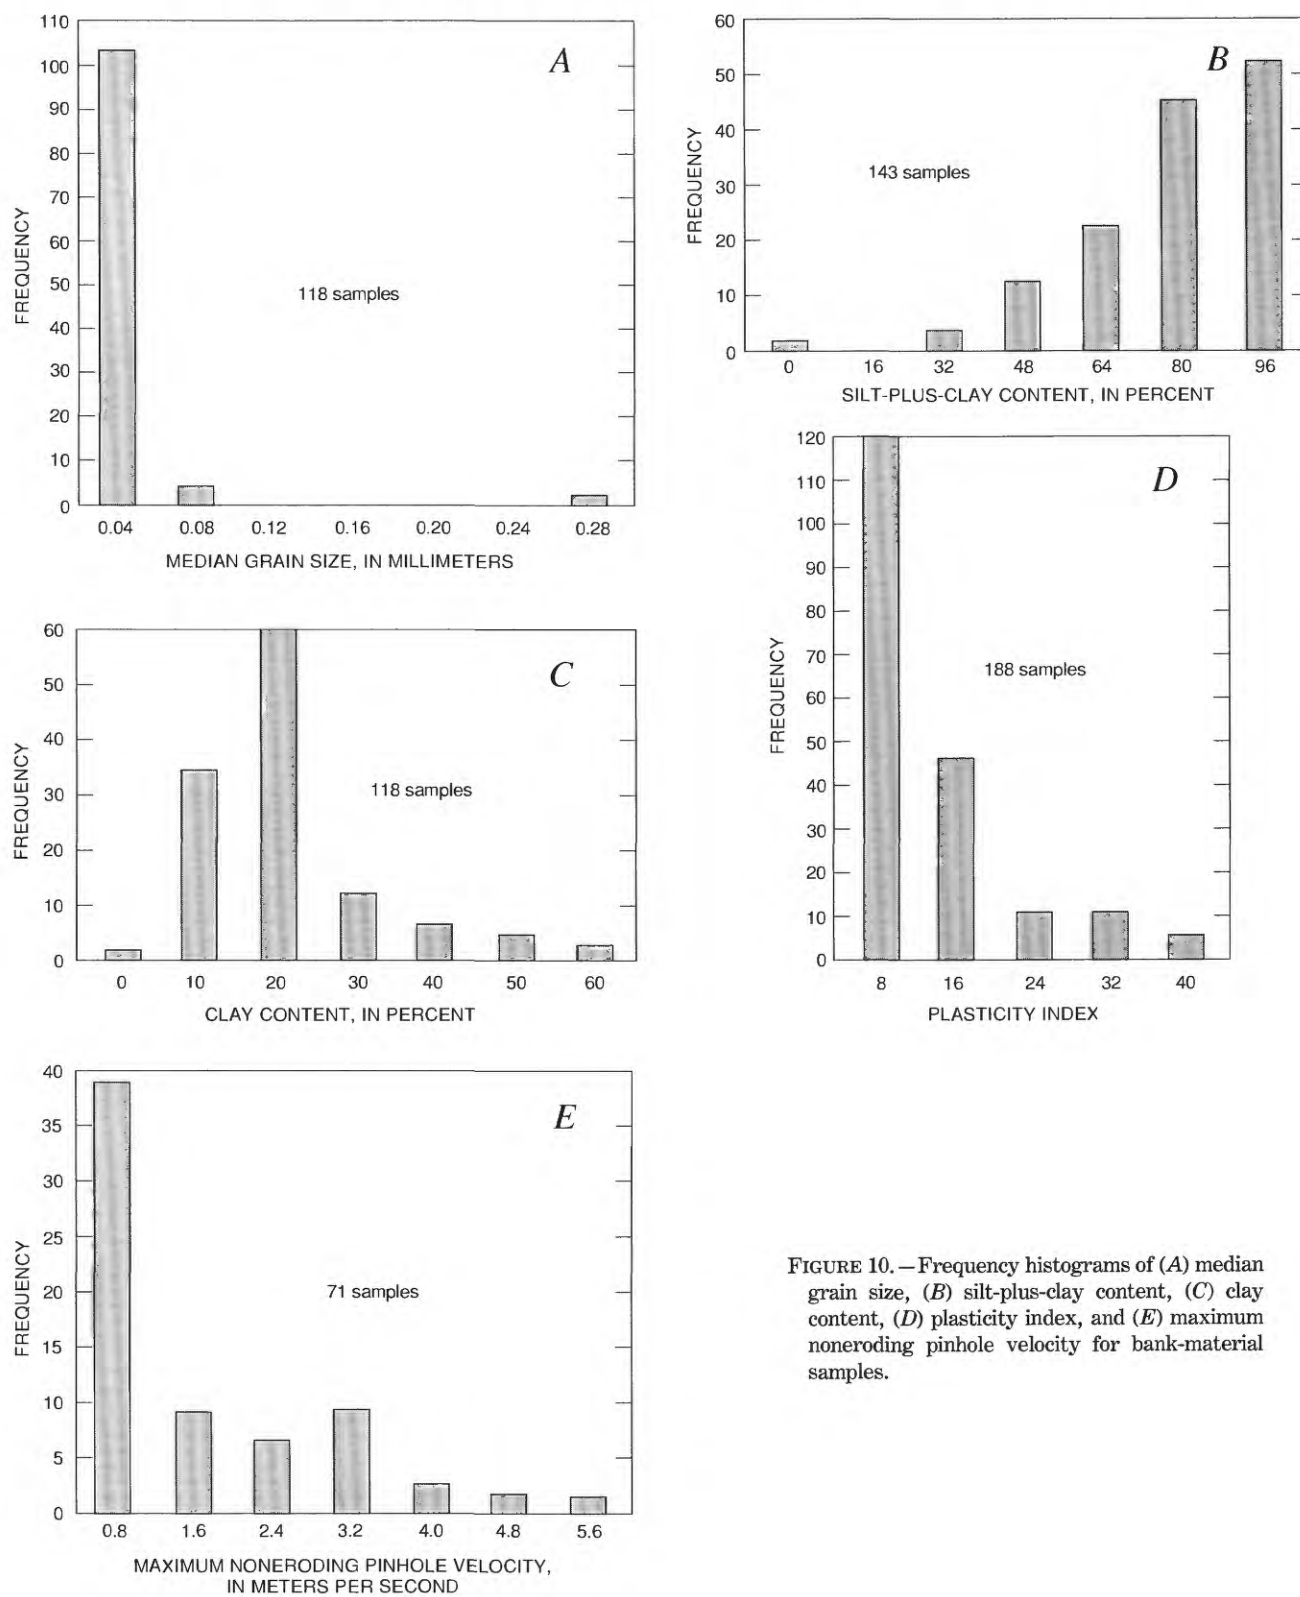 A
FREQUENCY
110
100
90
80
70
60
50
40
30
20
10
0
118 samples
0.04 0.08 0.12 0.16 0.20 0.24 0.28
MEDIAN GRAIN SIZE, IN MILLIMETERS
B
FREQUENCY
60
50
40
30
20
10
0
143 samples
0 16 32 48 64 80 96
SILT-PLUS-CLAY CONTENT, IN PERCENT
C
FREQUENCY
60
50
40
30
20
10
0
118 samples
0 10 20 30 40 50 60
CLAY CONTENT, IN PERCENT
D
FREQUENCY
120
110
100
90
80
70
60
50
40
30
20
10
0
188 samples
8 16 24 32 40
PLASTICITY INDEX
E
FREQUENCY
40
35
30
25
20
15
10
5
0
71 samples
0.8 1.6 2.4 3.2 4.0 4.8 5.6
MAXIMUM NONERODING PINHOLE VELOCITY,
IN METERS PER SECOND
FIGURE 10.—Frequency histograms of (A) median
grain size, (B) silt-plus-clay content, (C) clay
content, (D) plasticity index, and (E) maximum
noneroding pinhole velocity for bank-material
samples.